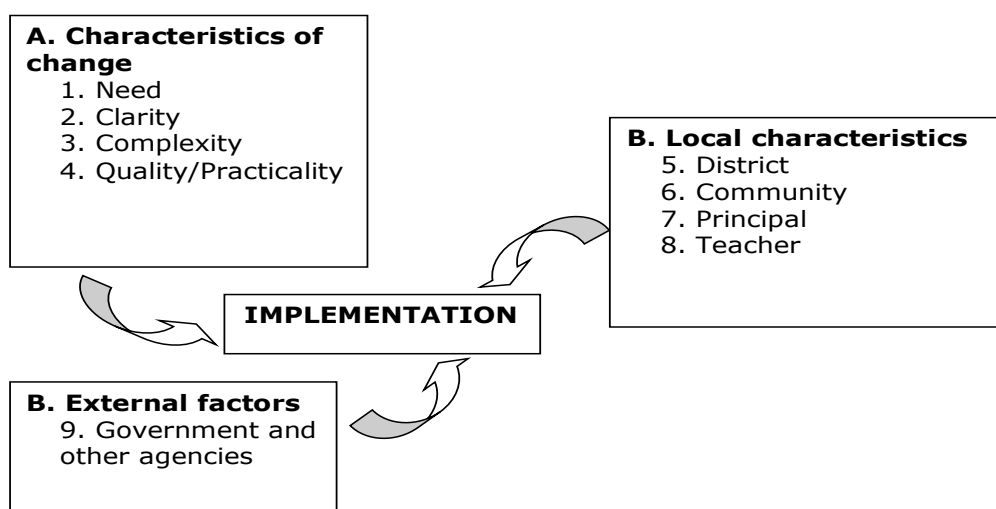 A. Characteristics of
change
1. Need
2. Clarity
3. Complexity
4. Quality/Practicality
B. Local characteristics
5. District
6. Community
7. Principal
8. Teacher
IMPLEMENTATION
B. External factors
9. Government and
other agencies